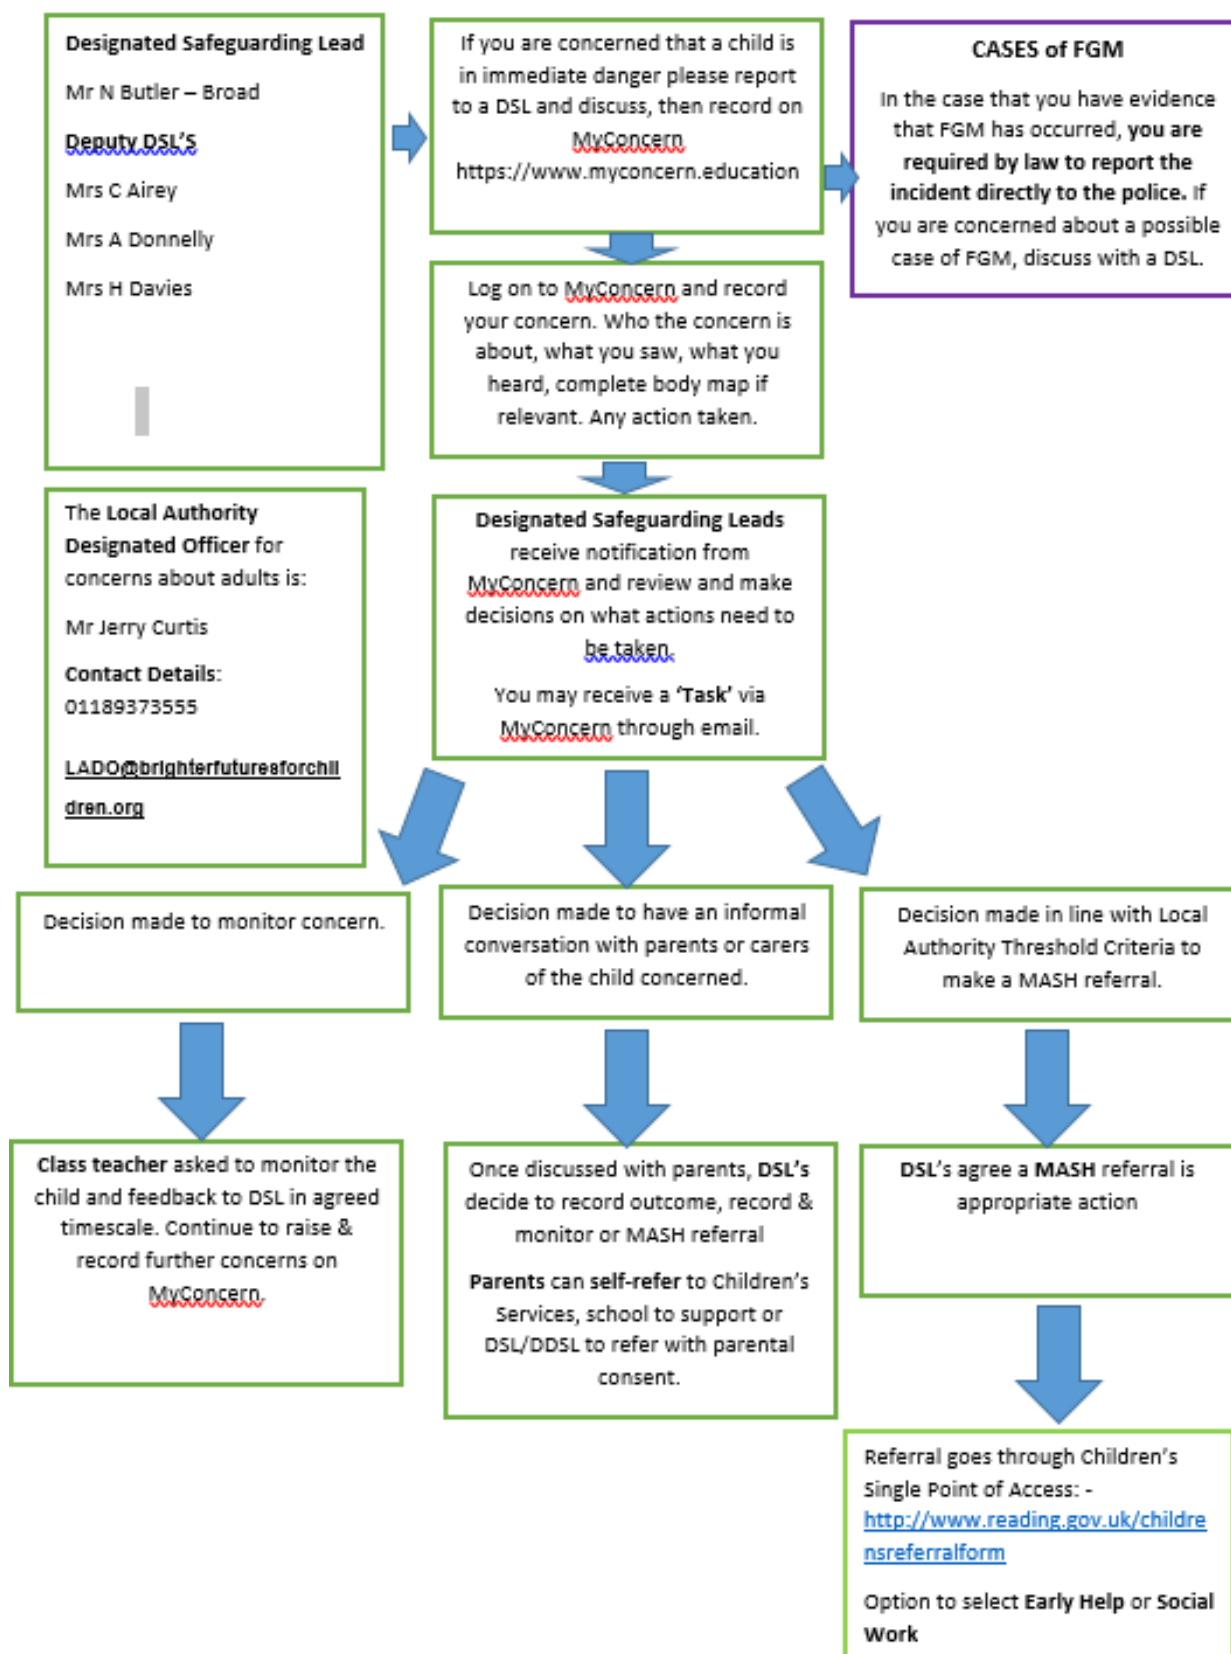 Designated Safeguarding Lead
Mr N Butler – Broad
Deputy DSL'S
Mrs C Airey
Mrs A Donnelly
Mrs H Davies
If you are concerned that a child is
in immediate danger please report
to a DSL and discuss, then record on
MyConcern
https://www.myconcern.education
CASES of FGM
In the case that you have evidence
that FGM has occurred, you are
required by law to report the
incident directly to the police. If
you are concerned about a possible
case of FGM, discuss with a DSL.
Log on to MyConcern and record
your concern. Who the concern is
about, what you saw, what you
heard, complete body map if
relevant. Any action taken.
The Local Authority
Designated Officer for
concerns about adults is:
Mr Jerry Curtis
Contact Details:
01189373555
LADO@brighterfuturesforchil
dren.org
Designated Safeguarding Leads
receive notification from
MyConcern and review and make
decisions on what actions need to
be taken.
You may receive a 'Task' via
MyConcern through email.
Decision made to monitor concern.
Decision made to have an informal
conversation with parents or carers
of the child concerned.
Decision made in line with Local
Authority Threshold Criteria to
make a MASH referral.
Class teacher asked to monitor the
child and feedback to DSL in agreed
timescale. Continue to raise &
record further concerns on
MyConcern.
Once discussed with parents, DSL's
decide to record outcome, record &
monitor or MASH referral
Parents can self-refer to Children's
Services, school to support or
DSL/DDSL to refer with parental
consent.
DSL's agree a MASH referral is
appropriate action
Referral goes through Children's
Single Point of Access: -
http://www.reading.gov.uk/childre
nsreferralform
Option to select Early Help or Social
Work